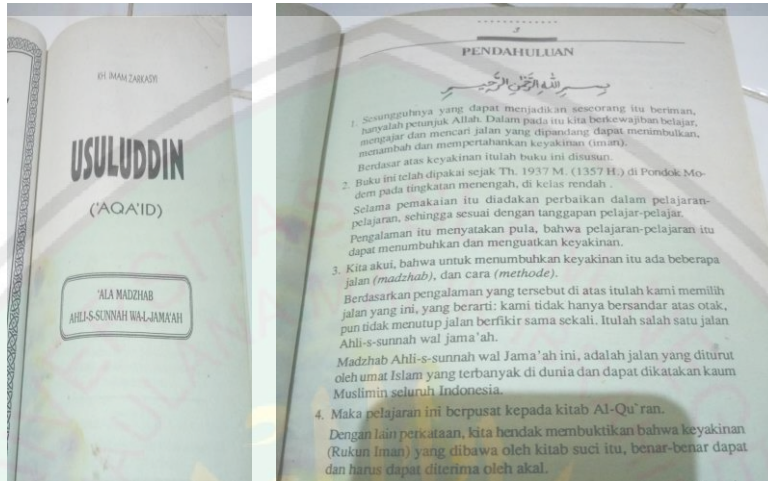 KH. IMAM ZARKASYI
USULUDDIN
('AQA'ID)
'ALA MADZHAB
AHLI-S-SUNNAH WA-L-JAMA'AH
3
PENDAHULUAN
بسم الله الرحمن الرحيم
1. Sesungguhnya yang dapat menjadikan seseorang itu beriman,
hanyalah petunjuk Allah. Dalam pada itu kita berkewajiban belajar,
mengajar dan mencari jalan yang dipandang dapat menimbulkan,
menambah dan mempertahankan keyakinan (iman).
Berdasar atas keyakinan itulah buku ini disusun.
2. Buku ini telah dipakai sejak Th. 1937 M. (1357 H.) di Pondok Mo-
dern pada tingkatan menengah, di kelas rendah .
Selama pemakaian itu diadakan perbaikan dalam pelajaran-
pelajaran, sehingga sesuai dengan tanggapan pelajar-pelajar.
Pengalaman itu menyatakan pula, bahwa pelajaran-pelajaran itu
dapat menumbuhkan dan menguatkan keyakinan.
3. Kita akui, bahwa untuk menumbuhkan keyakinan itu ada beberapa
jalan (madzhab), dan cara (methode).
Berdasarkan pengalaman yang tersebut di atas itulah kami memilih
jalan yang ini, yang berarti: kami tidak hanya bersandar atas otak,
pun tidak menutup jalan berfikir sama sekali. Itulah salah satu jalan
Ahli-s-sunnah wal jama'ah.
Madzhab Ahli-s-sunnah wal Jama'ah ini, adalah jalan yang diturut
oleh umat Islam yang terbanyak di dunia dan dapat dikatakan kaum
Muslimin seluruh Indonesia.
4. Maka pelajaran ini berpusat kepada kitab Al-Qu'ran.
Dengan lain perkataan, kita hendak membuktikan bahwa keyakinan
(Rukun Iman) yang dibawa oleh kitab suci itu, benar-benar dapat
dan harus dapat diterima oleh akal.